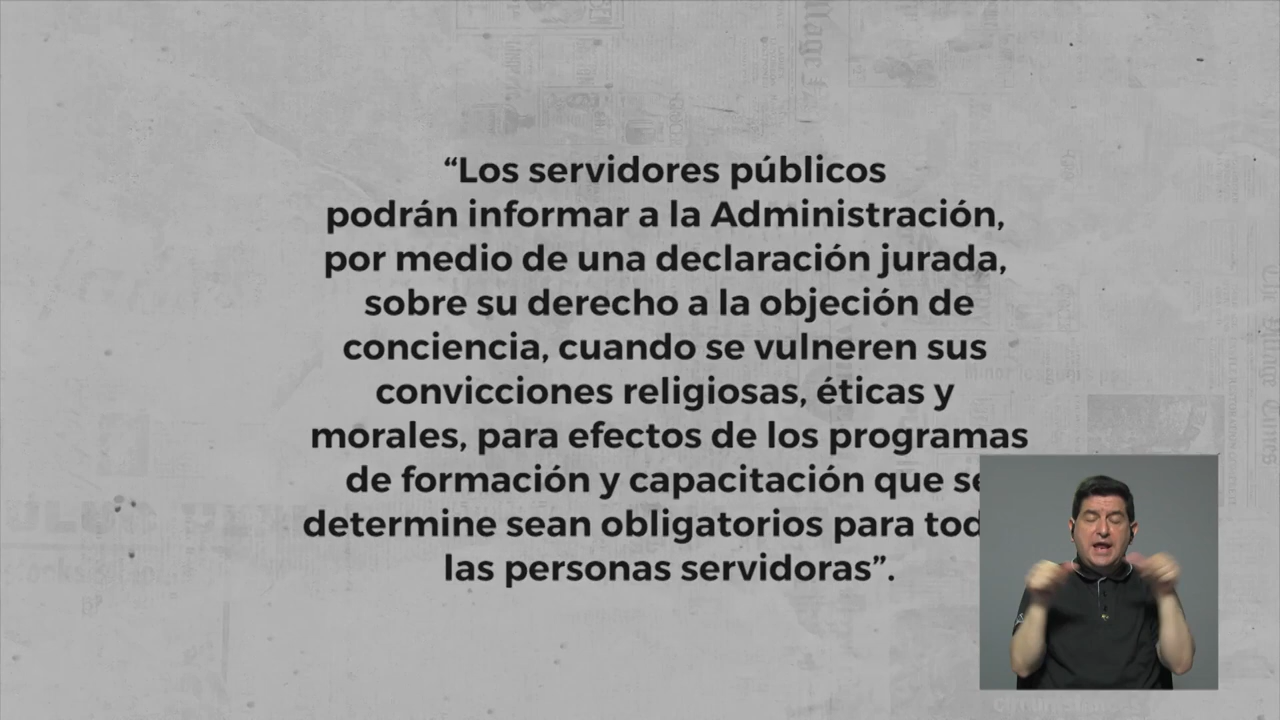 “Los servidores públicos
podrán informar a la Administración,
por medio de una declaración jurada,
sobre su derecho a la objeción de
conciencia, cuando se vulneren sus
convicciones religiosas, éticas y
morales, para efectos de los programas
de formación y capacitación que se
determine sean obligatorios para
las personas servidoras”.